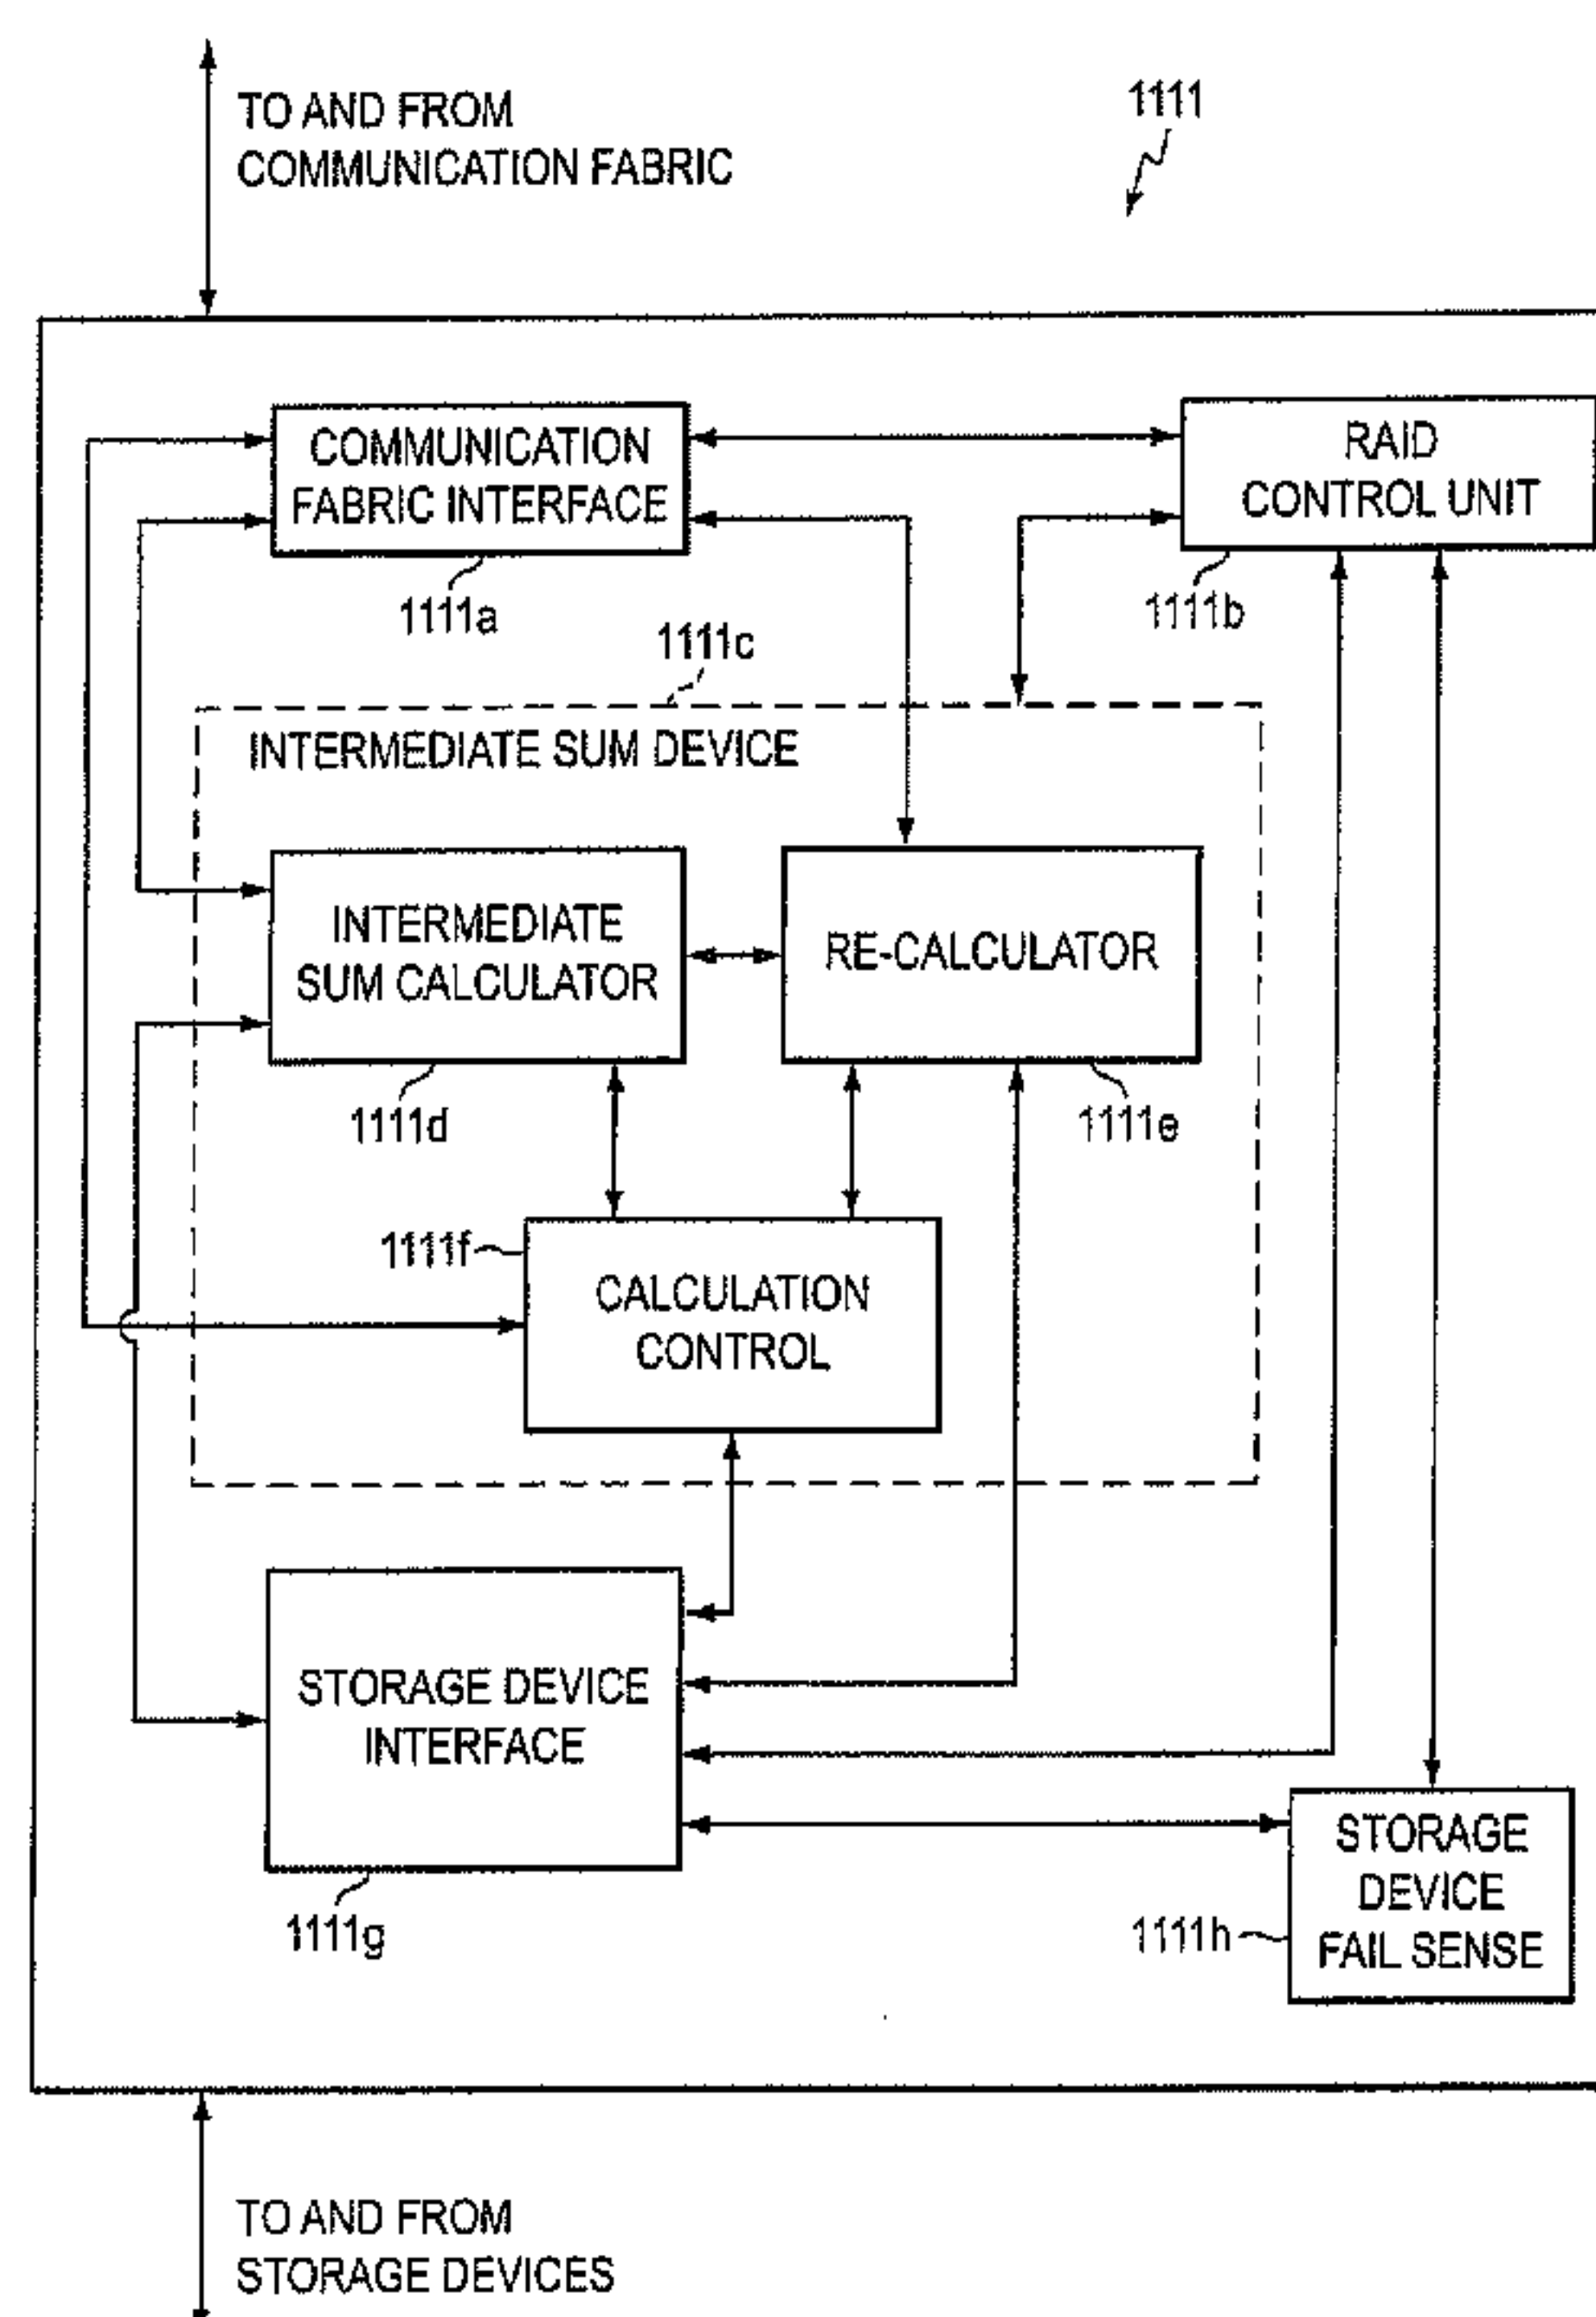 TO AND FROM
COMMUNICATION FABRIC
1111
COMMUNICATION
FABRIC INTERFACE
1111a
RAID
CONTROL UNIT
1111b
1111c
INTERMEDIATE SUM DEVICE
INTERMEDIATE
SUM CALCULATOR
1111d
RE-CALCULATOR
1111e
1111f
CALCULATION
CONTROL
STORAGE DEVICE
INTERFACE
1111g
STORAGE
DEVICE
FAIL SENSE
1111h
TO AND FROM
STORAGE DEVICES